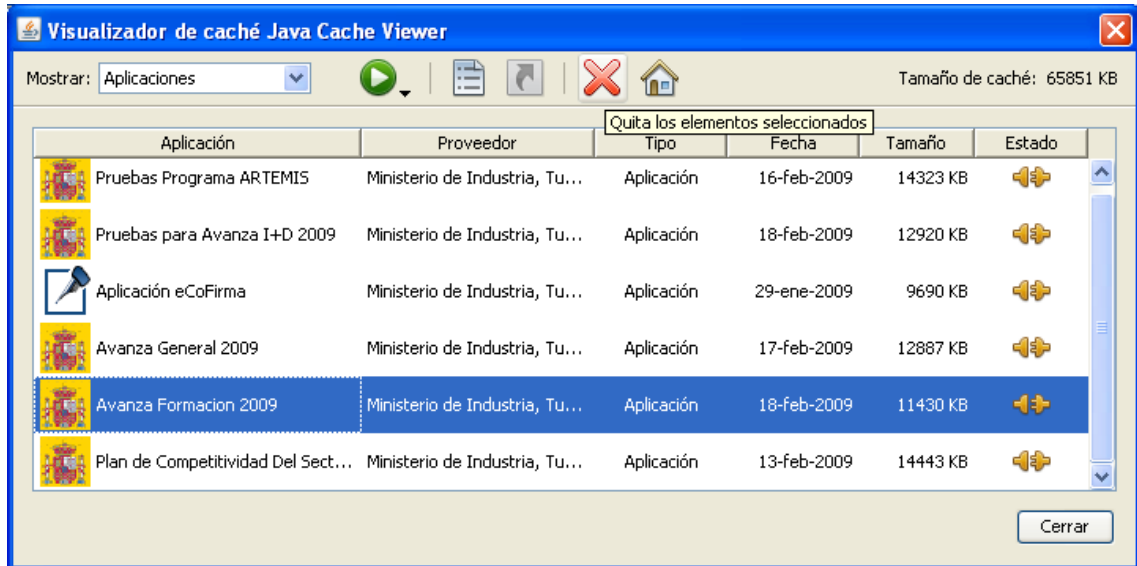 Visualizador de caché Java Cache Viewer
Mostrar: Aplicaciones Tamaño de caché: 65851 KB
Quita los elementos seleccionados
Aplicación Proveedor Tipo Fecha Tamaño Estado
Pruebas Programa ARTEMIS Ministerio de Industria, Tu... Aplicación 16-feb-2009 14323 KB
Pruebas para Avanza I+D 2009 Ministerio de Industria, Tu... Aplicación 18-feb-2009 12920 KB
Aplicación eCoFirma Ministerio de Industria, Tu... Aplicación 29-ene-2009 9690 KB
Avanza General 2009 Ministerio de Industria, Tu... Aplicación 17-feb-2009 12887 KB
Avanza Formacion 2009 Ministerio de Industria, Tu... Aplicación 18-feb-2009 11430 KB
Plan de Competitividad Del Sect... Ministerio de Industria, Tu... Aplicación 13-feb-2009 14443 KB
Cerrar